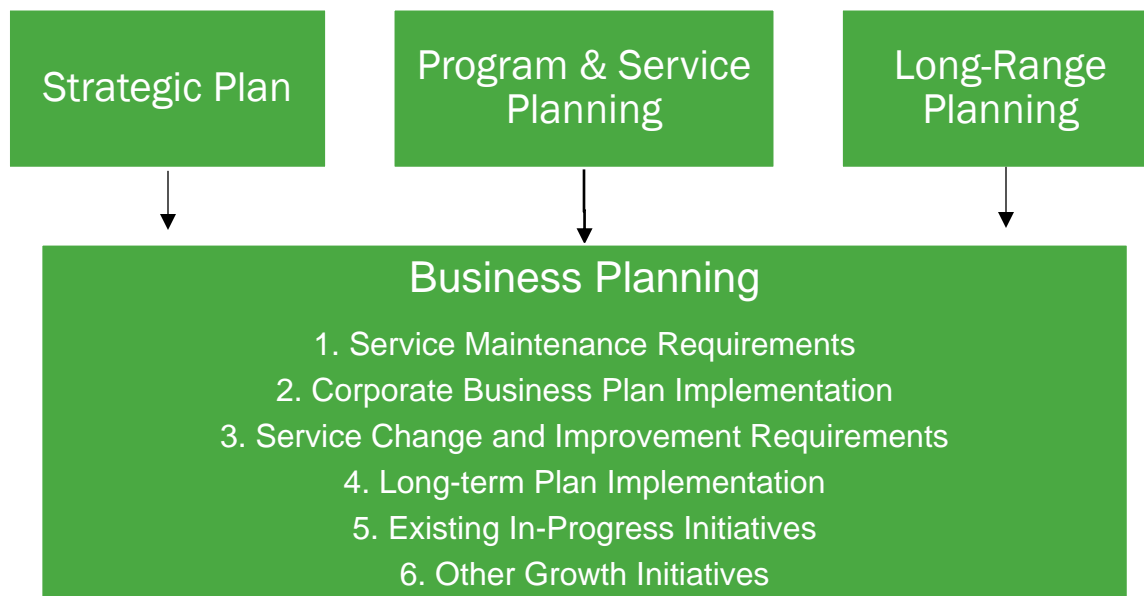 Strategic Plan
Program & Service
Planning
Long-Range
Planning
Business Planning
1. Service Maintenance Requirements
2. Corporate Business Plan Implementation
3. Service Change and Improvement Requirements
4. Long-term Plan Implementation
5. Existing In-Progress Initiatives
6. Other Growth Initiatives